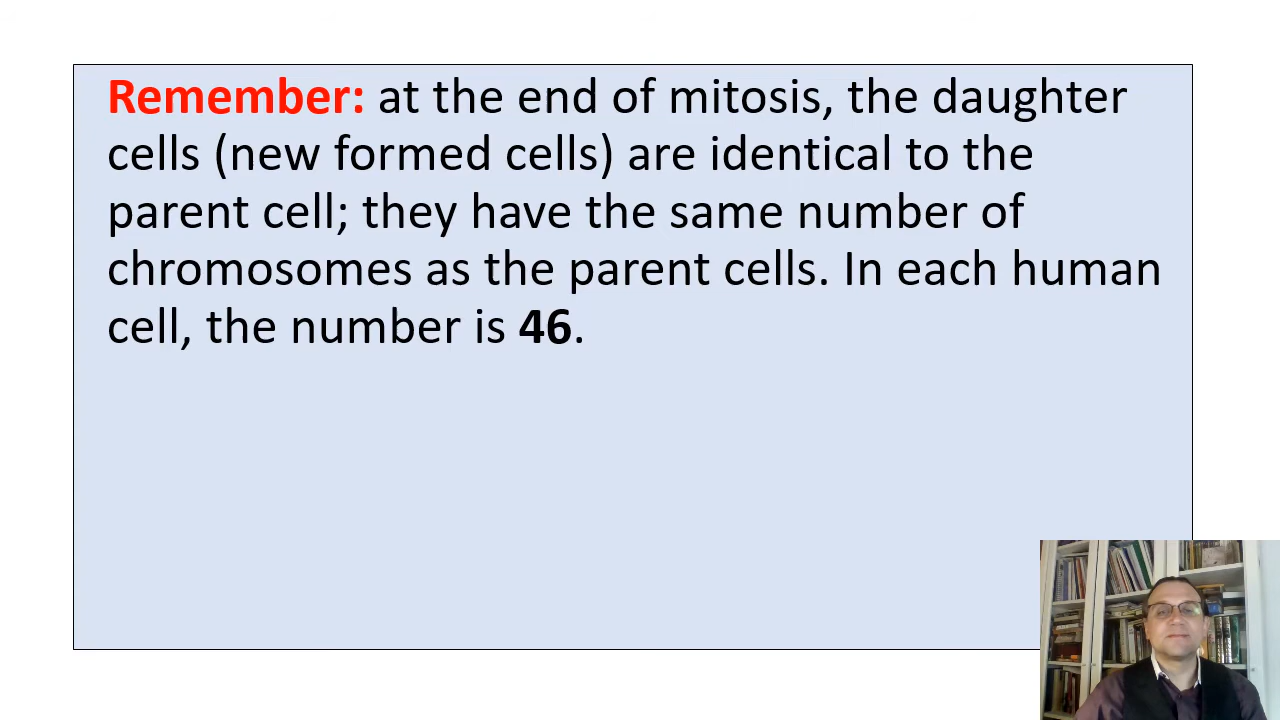 Remember: at the end of mitosis, the daughter
cells (new formed cells) are identical to the
parent cell; they have the same number of
chromosomes as the parent cells. In each human
cell, the number is 46.